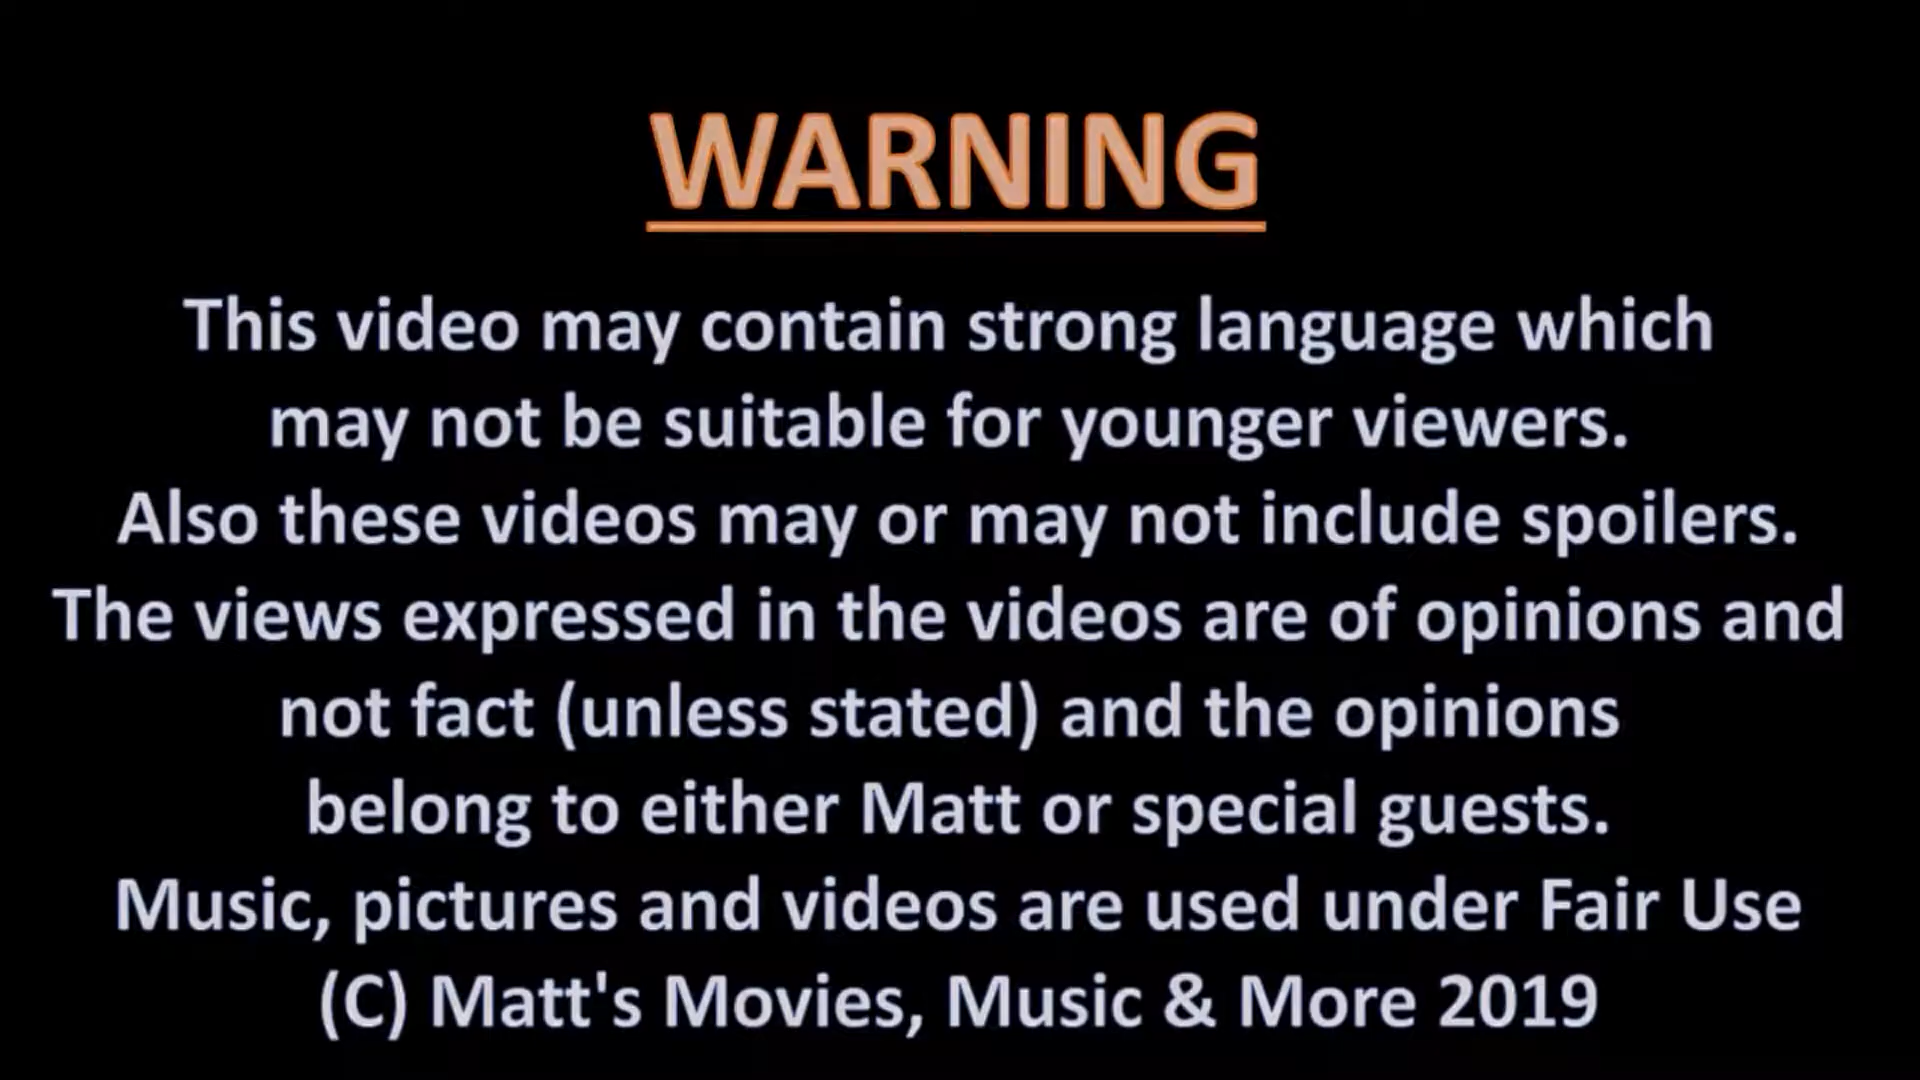 WARNING
This video may contain strong language which
may not be suitable for younger viewers.
Also these videos may or may not include spoilers.
The views expressed in the videos are of opinions and
not fact (unless stated) and the opinions
belong to either Matt or special guests.
Music, pictures and videos are used under Fair Use
(C) Matt's Movies, Music & More 2019